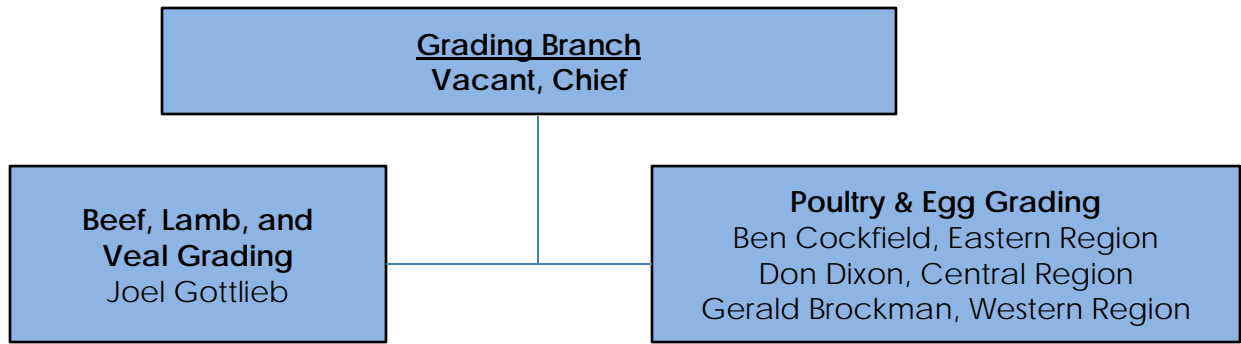 Grading Branch
Vacant, Chief
Beef, Lamb, and
Veal Grading
Joel Gottlieb
Poultry & Egg Grading
Ben Cockfield, Eastern Region
Don Dixon, Central Region
Gerald Brockman, Western Region